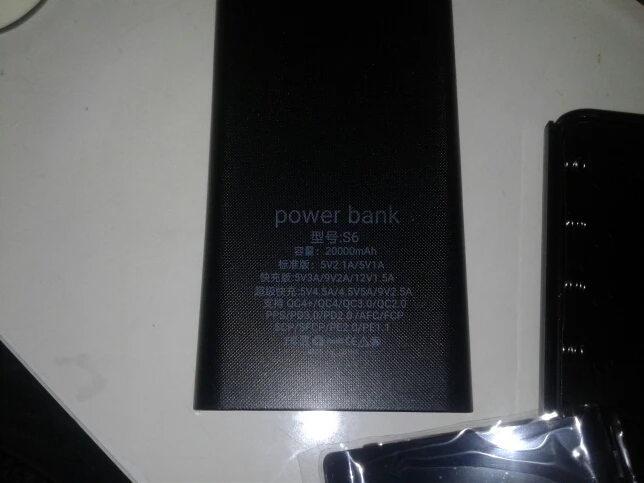 power bank
型号:S6
容量：20000mAh
标准版：5V2.1A/5V1A
快充版:5V3A/9V2A/12V1.5A
超级快充:5V4.5A/4.5V5A/9V2.5A
支持 QC4+/QC4/QC3.0/QC2.0
PPS/PD3.0/PD2.0 /AFC/FCP
SCP/SFCP/PE2.0/PE1.1